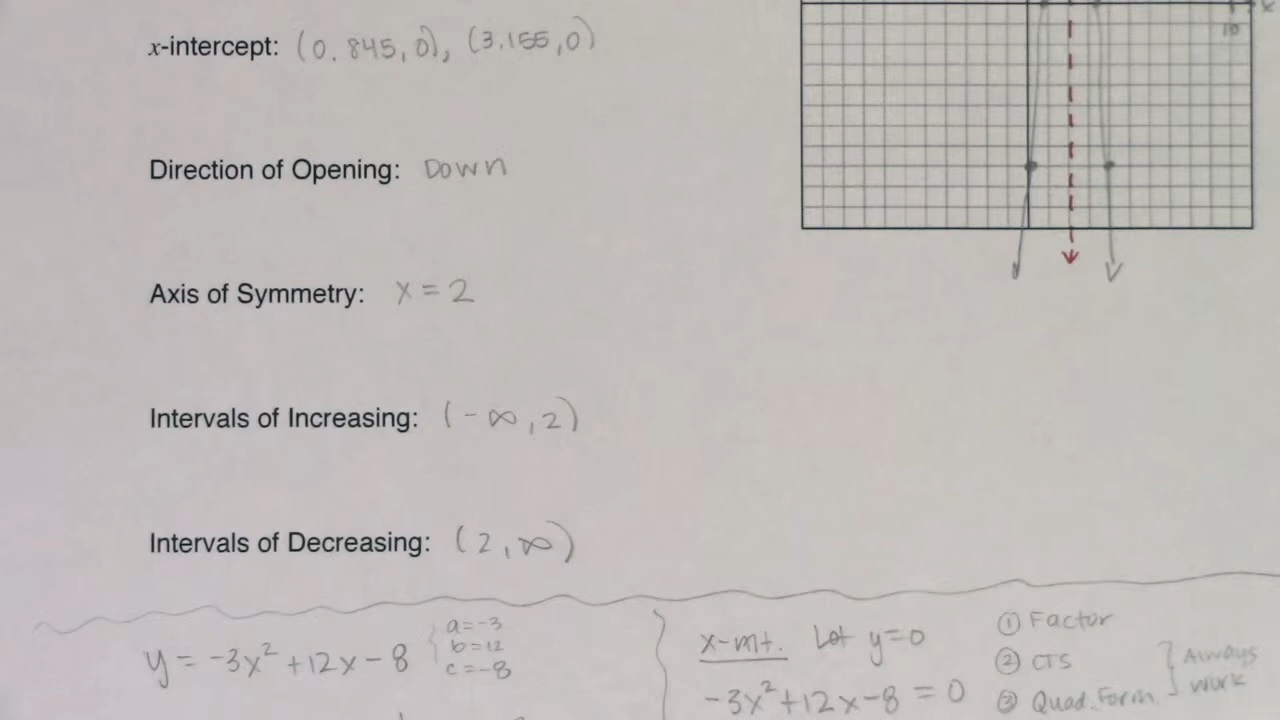 x-intercept: (0.845, 0), (3.155, 0)
10
Direction of Opening: Down
Axis of Symmetry: x = 2
Intervals of Increasing: (-∞, 2)
Intervals of Decreasing: (2, ∞)
y = -3x² + 12x - 8
a = -3
b = 12
c = -8
x-int. Let y=0
-3x² + 12x - 8 = 0
① Factor
② CTS
③ Quad. Form
Always
work